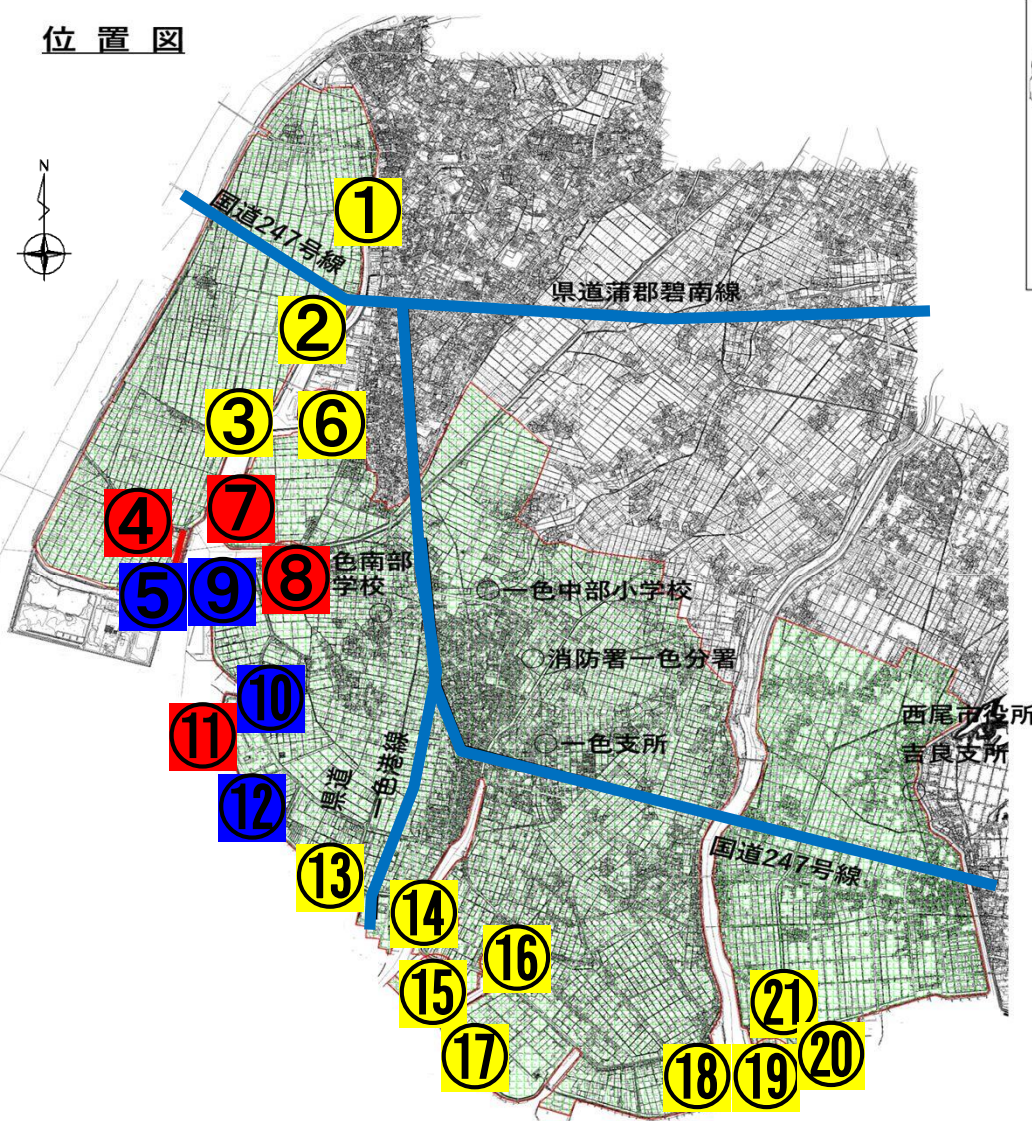 位置図
N
国道247号線
①
県道蒲郡碧南線
②
③
⑥
④
⑦
⑤
⑨
⑧
色南部
学校
一色中部小学校
消防署一色分署
⑩
⑪
西尾市役所
吉良支所
一色支所
県道
一色港線
⑫
国道247号線
⑬
⑭
⑮
⑯
⑰
⑱
⑲
⑳
㉑